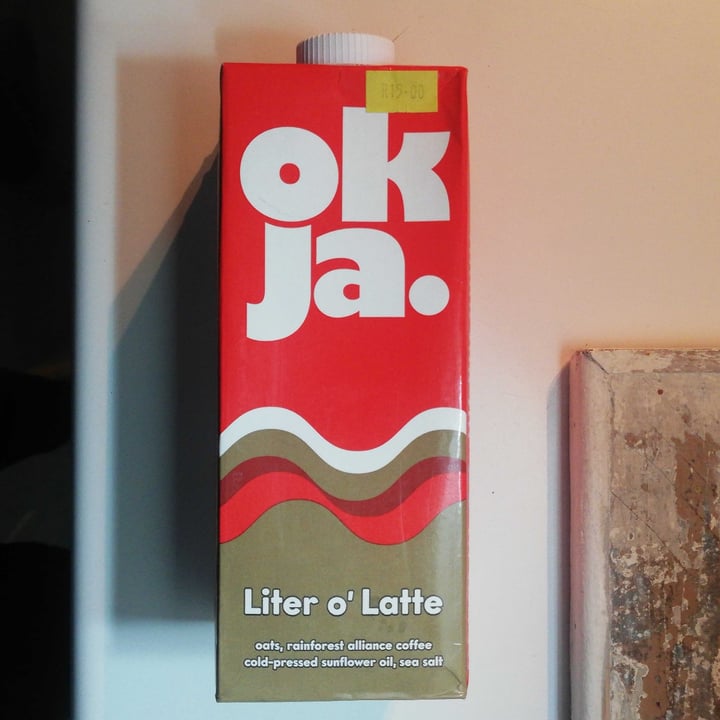 R15-00
ok
ja.
Liter o' Latte
oats, rainforest alliance coffee
cold-pressed sunflower oil, sea salt